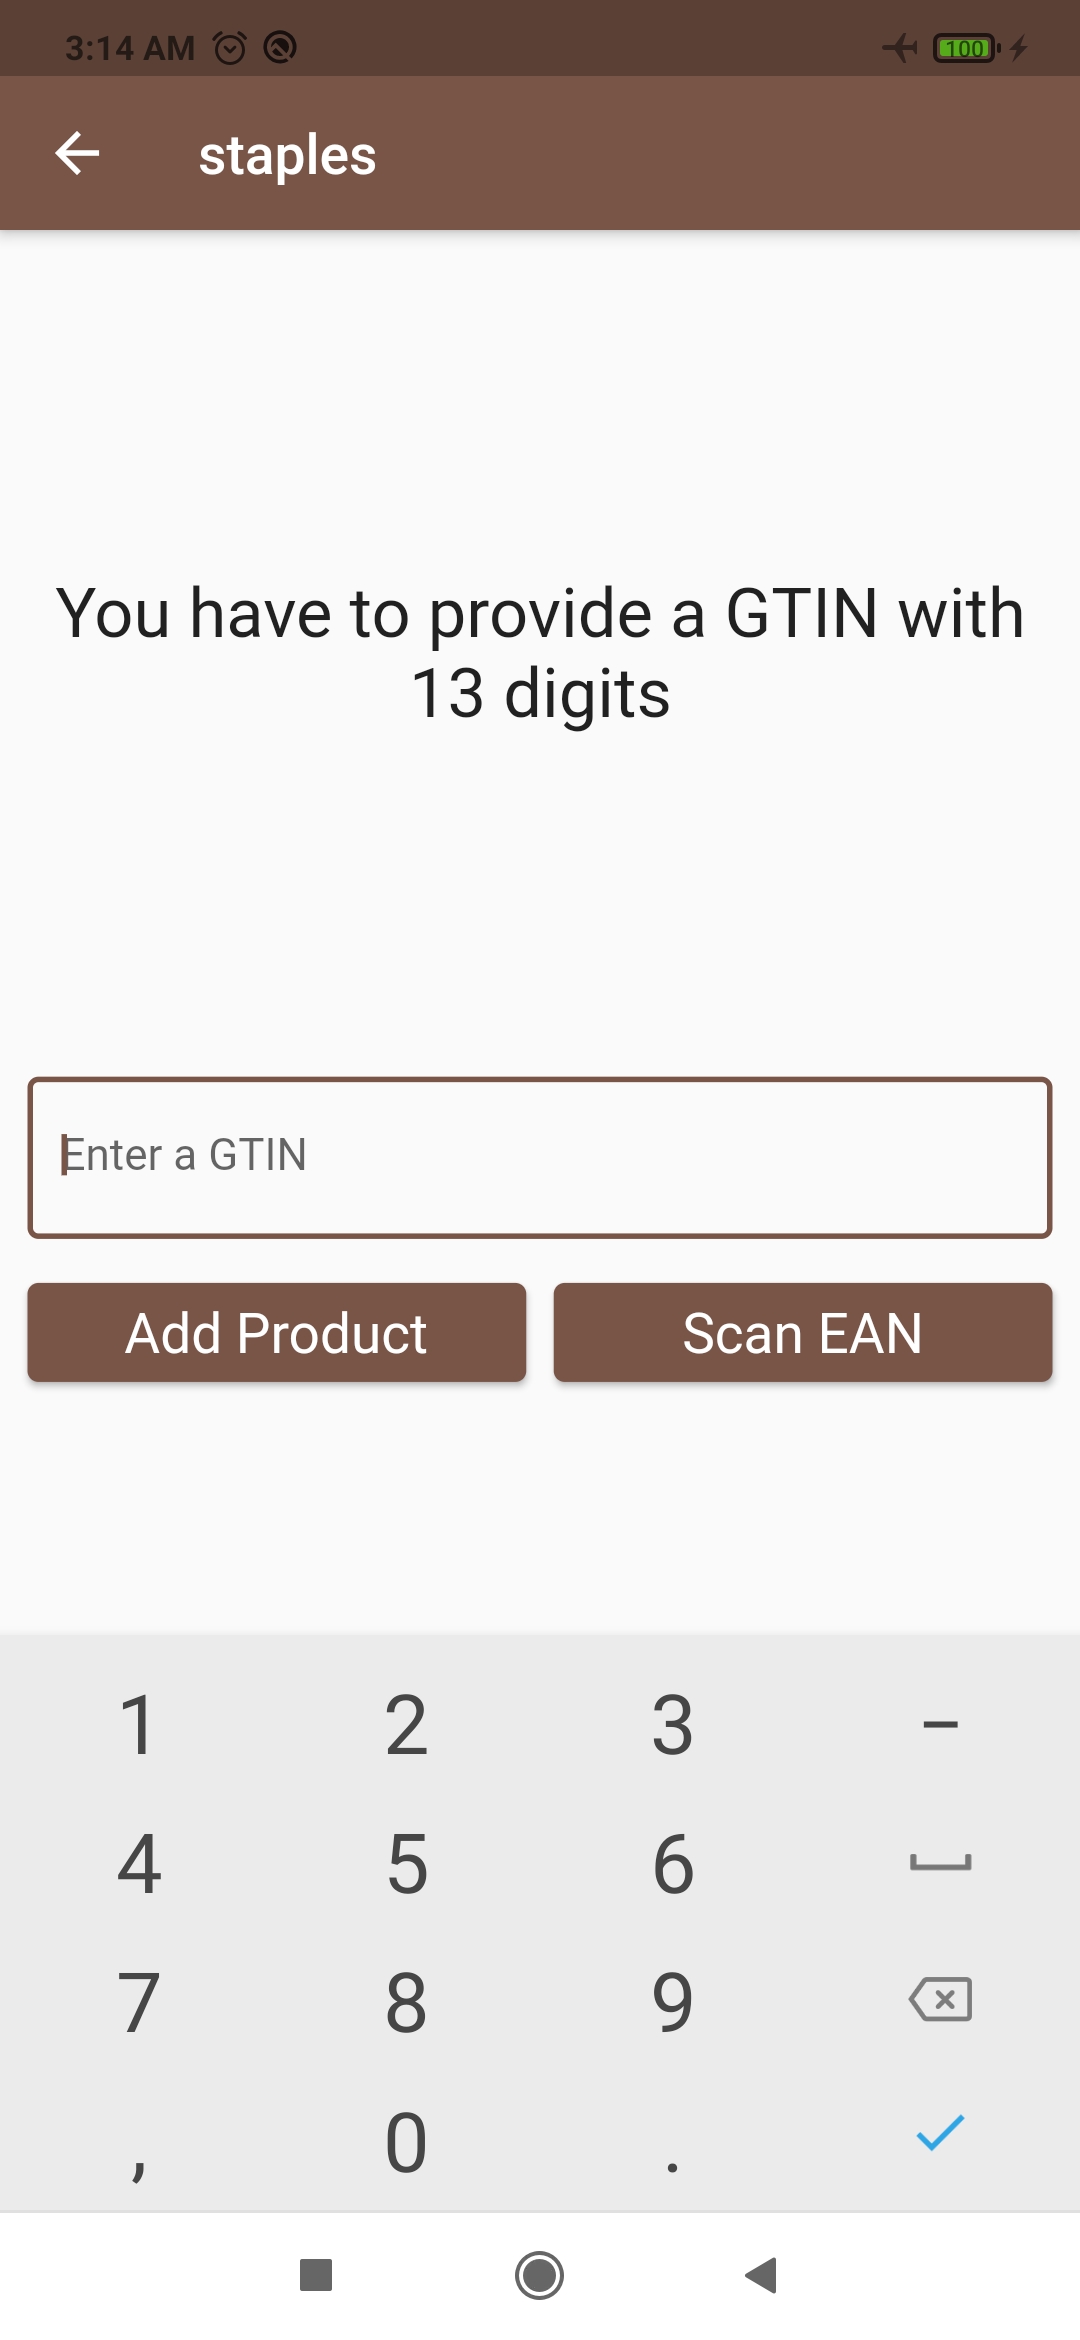 3:14 AM 100
staples
You have to provide a GTIN with
13 digits
Enter a GTIN
Add Product Scan EAN
1 2 3 –
4 5 6
7 8 9
, 0 .